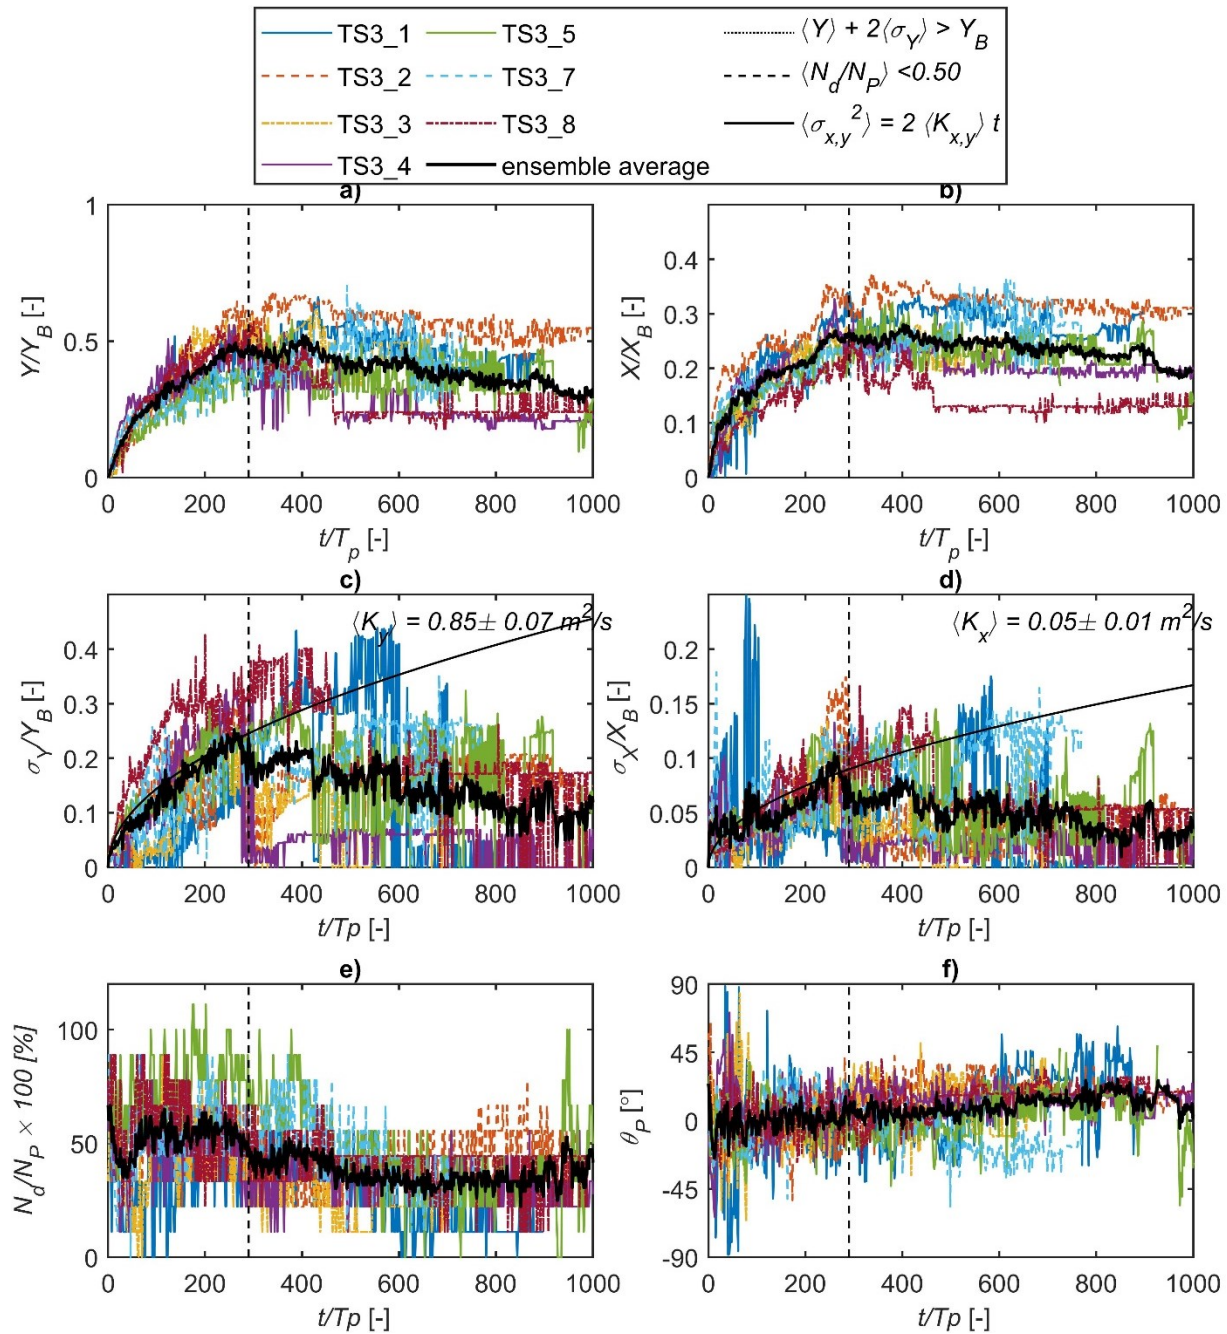 TS3_1 TS3_5 ⟨Y⟩ + 2⟨σ_Y⟩ > Y_B
TS3_2 TS3_7 ⟨N_d/N_P⟩ <0.50
TS3_3 TS3_8 ⟨σ_{x,y}^2⟩ = 2 ⟨K_{x,y}⟩ t
TS3_4 ensemble average
a)
1
0.5
0
Y/Y_B [-]
0 200 400 600 800 1000
t/T_p [-]
b)
0.4
0.3
0.2
0.1
0
X/X_B [-]
0 200 400 600 800 1000
t/T_p [-]
c)
⟨K_y⟩ = 0.85± 0.07 m^2/s
0.4
0.3
0.2
0.1
0
σ_Y/Y_B [-]
0 200 400 600 800 1000
t/Tp [-]
d)
⟨K_x⟩ = 0.05± 0.01 m^2/s
0.2
0.15
0.1
0.05
0
σ_X/X_B [-]
0 200 400 600 800 1000
t/Tp [-]
e)
100
50
0
N_d/N_P × 100 [%]
0 200 400 600 800 1000
t/Tp [-]
f)
90
45
0
-45
-90
θ_P [°]
0 200 400 600 800 1000
t/Tp [-]